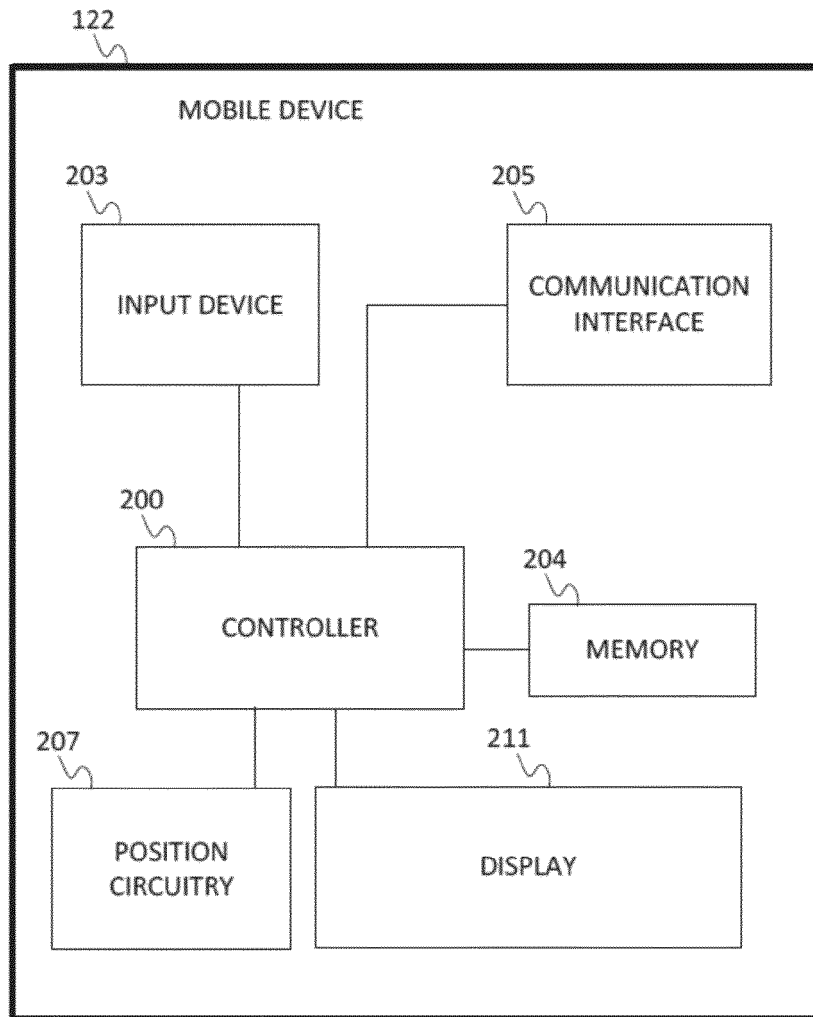 122
MOBILE DEVICE
203
205
INPUT DEVICE
COMMUNICATION
INTERFACE
200
204
CONTROLLER
MEMORY
207
211
POSITION
CIRCUITRY
DISPLAY